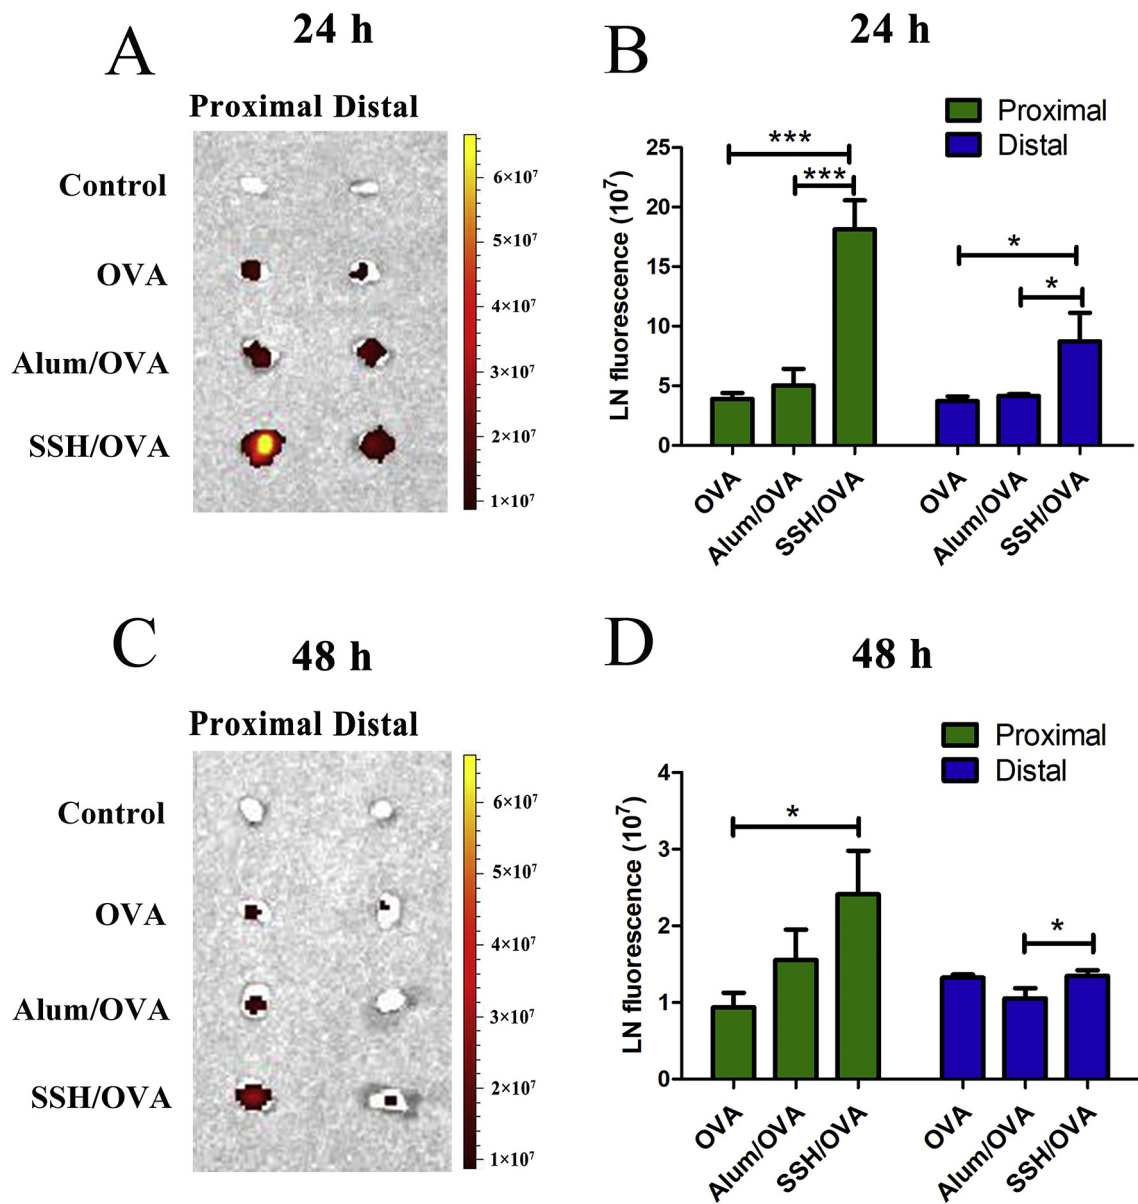 A
24 h
Proximal Distal
Control
OVA
Alum/OVA
SSH/OVA
6×10⁷
5×10⁷
4×10⁷
3×10⁷
2×10⁷
1×10⁷
B
24 h
Proximal
Distal
LN fluorescence (10⁷)
25
20
15
10
5
0
***
***
*
*
OVA
Alum/OVA
SSH/OVA
OVA
Alum/OVA
SSH/OVA
C
48 h
Proximal Distal
Control
OVA
Alum/OVA
SSH/OVA
6×10⁷
5×10⁷
4×10⁷
3×10⁷
2×10⁷
1×10⁷
D
48 h
Proximal
Distal
LN fluorescence (10⁷)
4
3
2
1
0
*
*
OVA
Alum/OVA
SSH/OVA
OVA
Alum/OVA
SSH/OVA